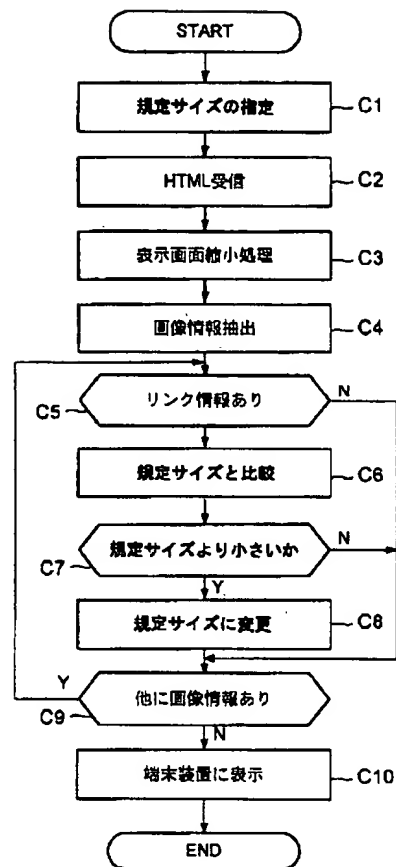 START
規定サイズの指定 C1
HTML受信 C2
表示画面縮小処理 C3
画像情報抽出 C4
リンク情報あり N
C5
規定サイズと比較 C6
規定サイズより小さいか N
C7
Y
規定サイズに変更 C8
Y 他に画像情報あり
C9
N
端末装置に表示 C10
END